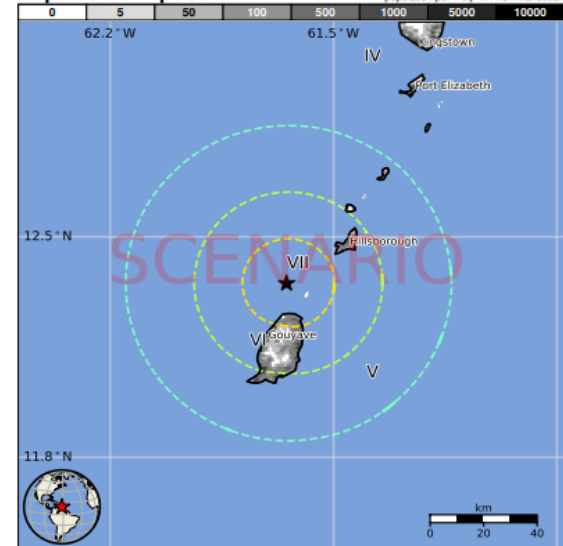 0 5 50 100 500 1000 5000 10000
62.2°W 61.5°W
Kingstown
IV
Port Elizabeth
12.5°N
Hillsborough
SCENARIO
VII
VI Gouyave
V
11.8°N
km
0 20 40